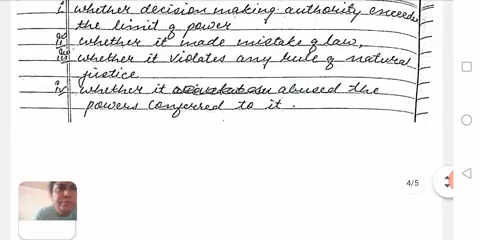 i whether decision making authority exceeds
the limit of power
ii whether it made mistake of law,
iii whether it violates any rule of natural
justice
iv whether it abused the
powers conferred to it.
4/5